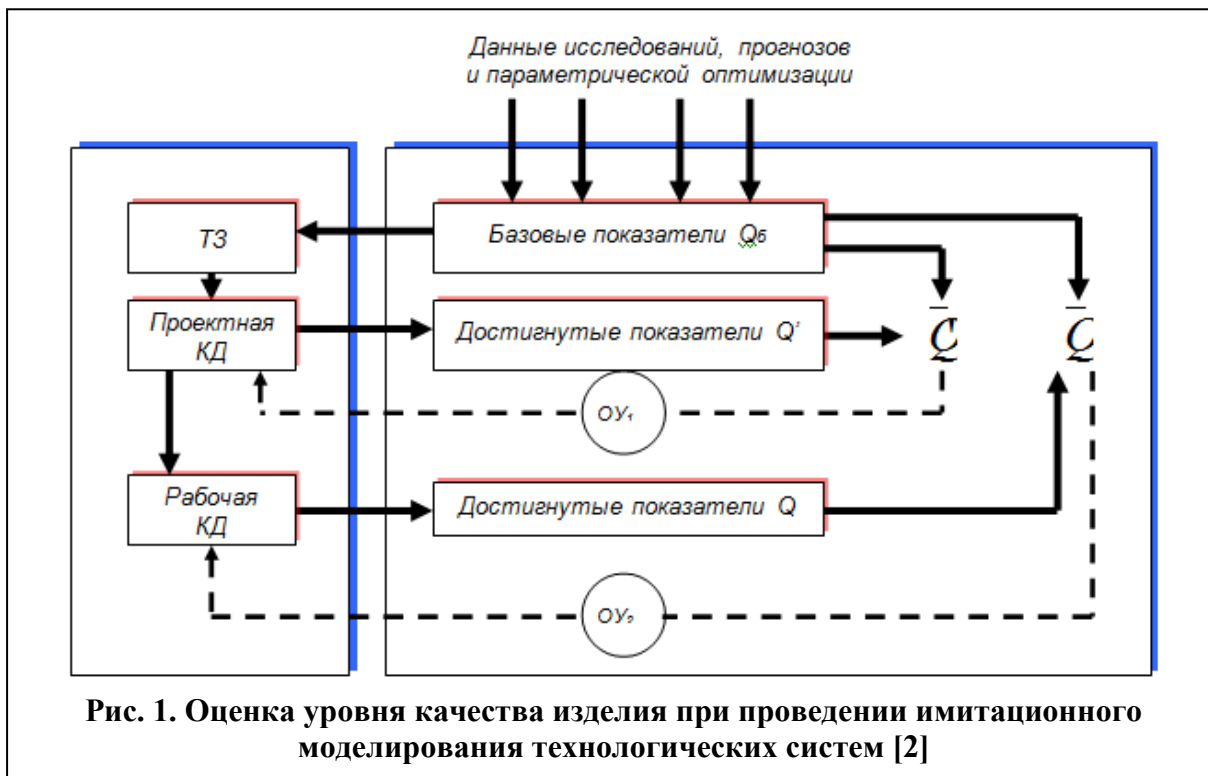 Данные исследований, прогнозов
и параметрической оптимизации
ТЗ
Базовые показатели Qб
Проектная
КД
Достигнутые показатели Q'
Q̅'
Q̅
ОУ₁
Рабочая
КД
Достигнутые показатели Q
ОУ₂
Рис. 1. Оценка уровня качества изделия при проведении имитационного
моделирования технологических систем [2]